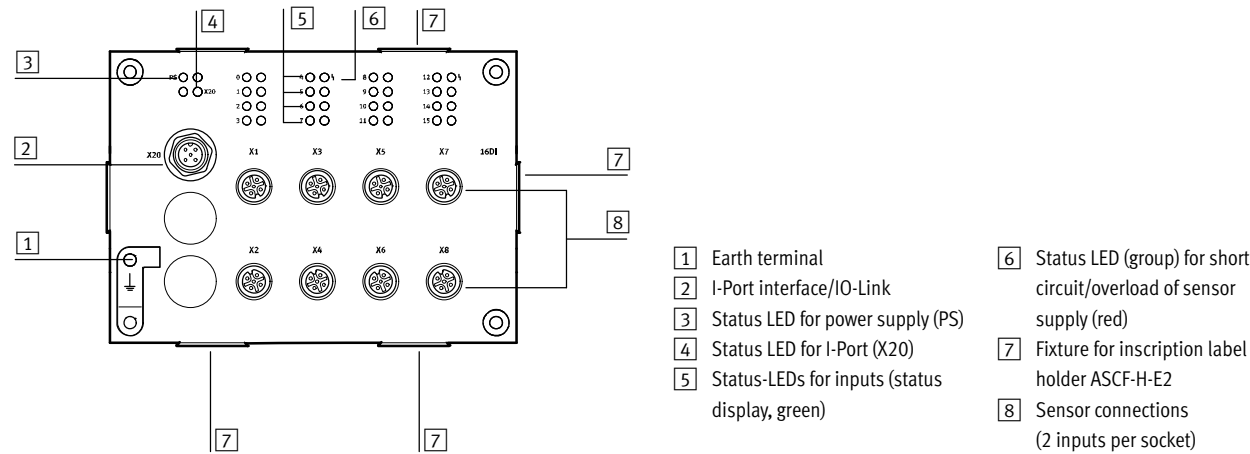 4 5 6 7
3
PS
X20
0 4 ϟ 8 12 ϟ
1 5 9 13
2 6 10 14
3 7 11 15
2
X20 X1 X3 X5 X7 16DI
7
8
1
X2 X4 X6 X8
7 7
1 Earth terminal
2 I-Port interface/IO-Link
3 Status LED for power supply (PS)
4 Status LED for I-Port (X20)
5 Status-LEDs for inputs (status
display, green)
6 Status LED (group) for short
circuit/overload of sensor
supply (red)
7 Fixture for inscription label
holder ASCF-H-E2
8 Sensor connections
(2 inputs per socket)